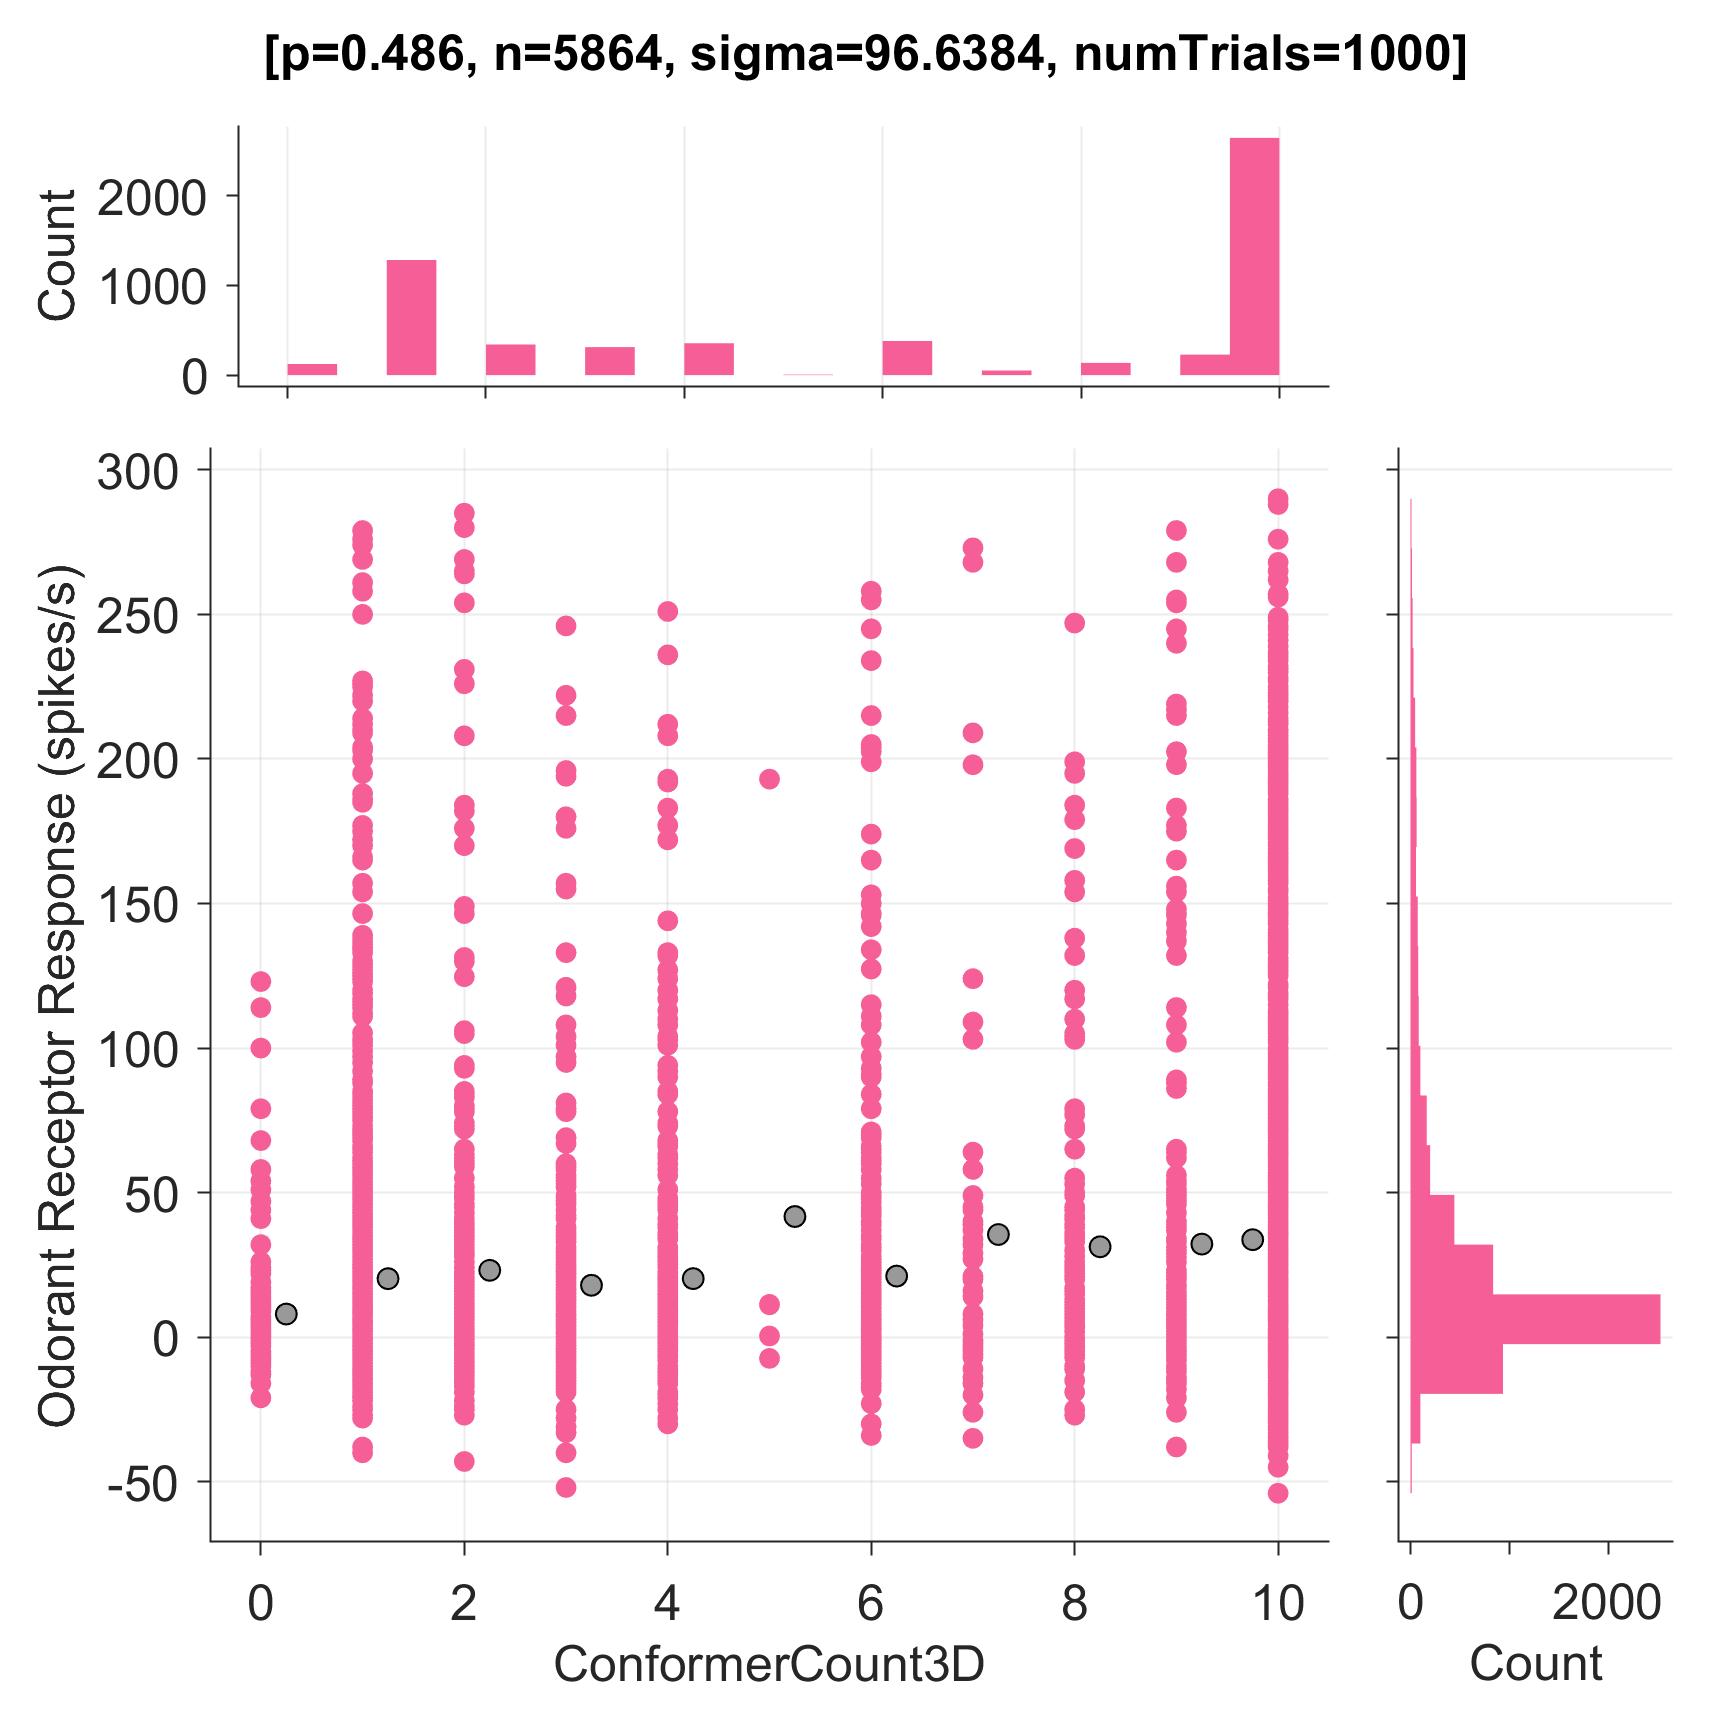 [p=0.486, n=5864, sigma=96.6384, numTrials=1000]
Count
2000
1000
0
Odorant Receptor Response (spikes/s)
300
250
200
150
100
50
0
-50
0 2 4 6 8 10
ConformerCount3D
0 2000
Count